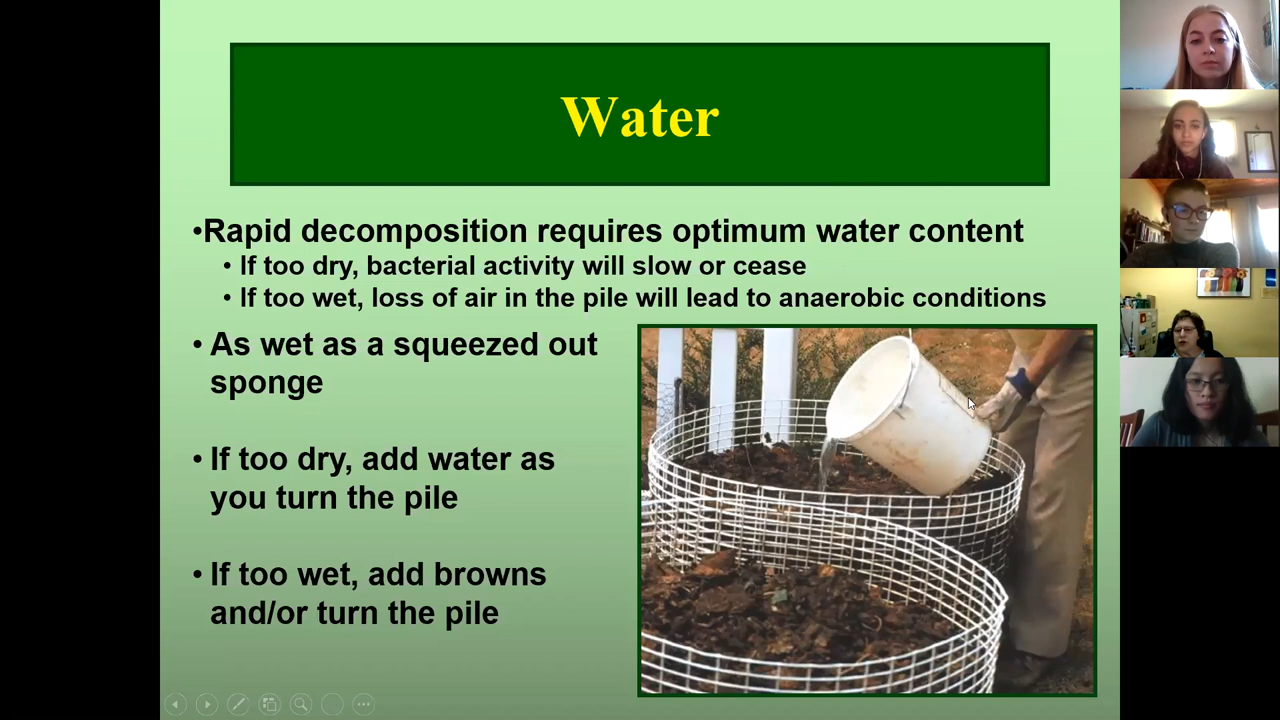 Water
•Rapid decomposition requires optimum water content
• If too dry, bacterial activity will slow or cease
• If too wet, loss of air in the pile will lead to anaerobic conditions
• As wet as a squeezed out
sponge
• If too dry, add water as
you turn the pile
• If too wet, add browns
and/or turn the pile